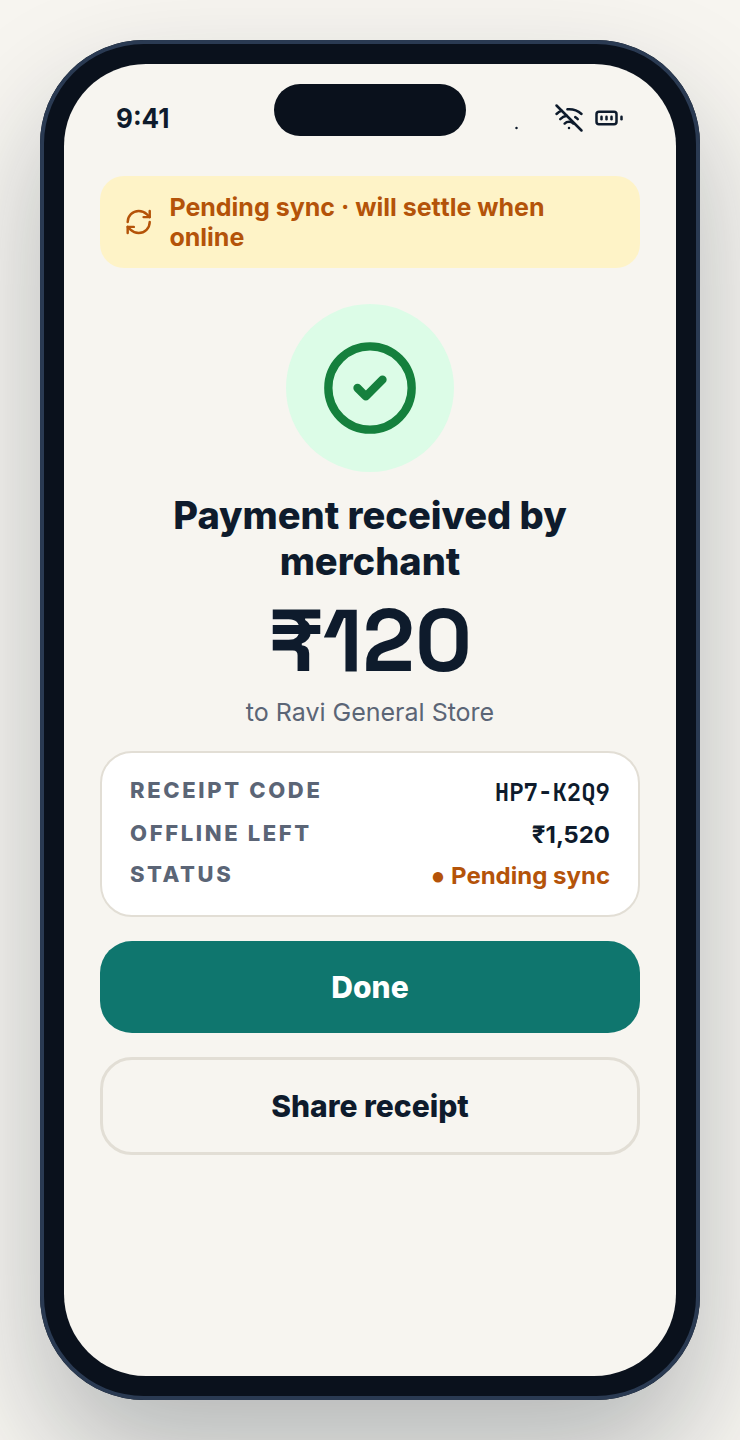 9:41
Pending sync · will settle when
online
Payment received by
merchant
₹120
to Ravi General Store
RECEIPT CODE HP7-K2Q9
OFFLINE LEFT ₹1,520
STATUS ● Pending sync
Done
Share receipt